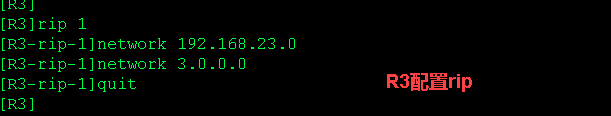 [R3]
[R3]rip 1
[R3-rip-1]network 192.168.23.0
[R3-rip-1]network 3.0.0.0
[R3-rip-1]quit
R3配置rip
[R3]